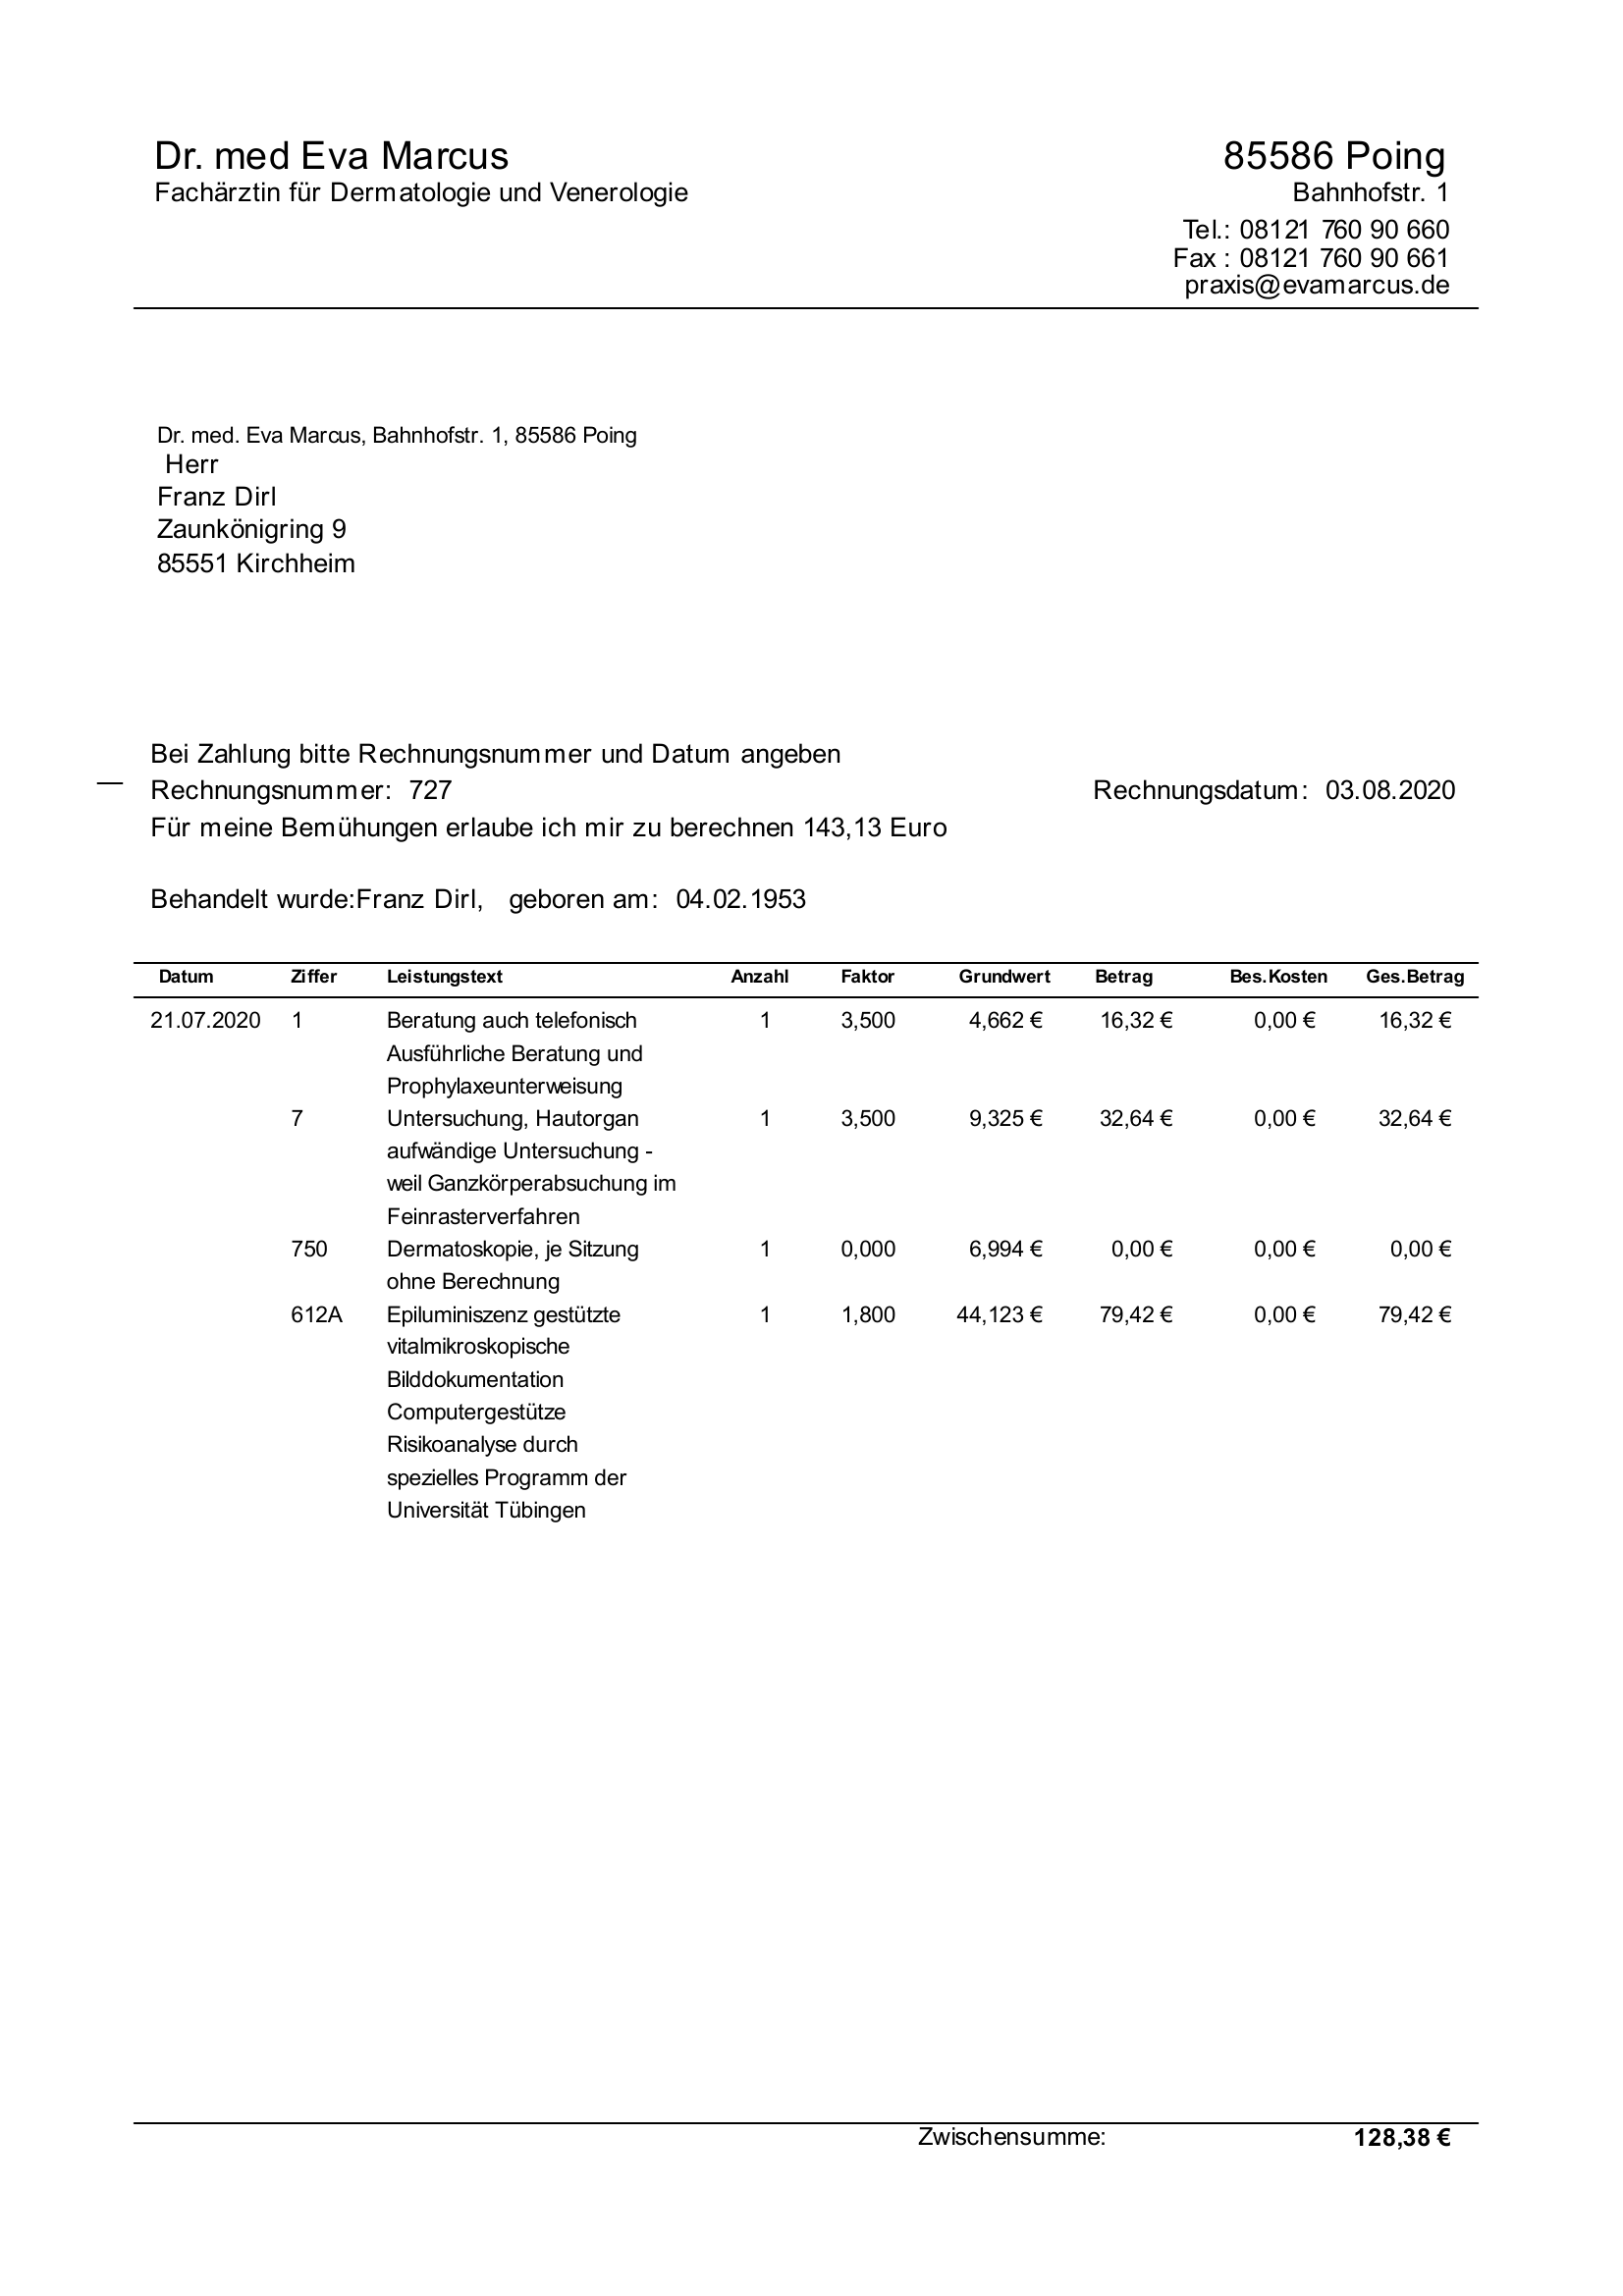 Dr. med Eva Marcus
85586 Poing
Fachärztin für Dermatologie und Venerologie
Bahnhofstr. 1
Tel.: 08121 760 90 660
Fax : 08121 760 90 661
praxis@evamarcus.de
Dr. med. Eva Marcus, Bahnhofstr. 1, 85586 Poing
Herr
Franz Dirl
Zaunkönigring 9
85551 Kirchheim
Bei Zahlung bitte Rechnungsnummer und Datum angeben
Rechnungsnummer: 727 Rechnungsdatum: 03.08.2020
Für meine Bemühungen erlaube ich mir zu berechnen 143,13 Euro
Behandelt wurde:Franz Dirl, geboren am: 04.02.1953
Datum Ziffer Leistungstext Anzahl Faktor Grundwert Betrag Bes.Kosten Ges.Betrag
21.07.2020 1 Beratung auch telefonisch 1 3,500 4,662 € 16,32 € 0,00 € 16,32 €
Ausführliche Beratung und
Prophylaxeunterweisung
7 Untersuchung, Hautorgan 1 3,500 9,325 € 32,64 € 0,00 € 32,64 €
aufwändige Untersuchung -
weil Ganzkörperabsuchung im
Feinrasterverfahren
750 Dermatoskopie, je Sitzung 1 0,000 6,994 € 0,00 € 0,00 € 0,00 €
ohne Berechnung
612A Epiluminiszenz gestützte 1 1,800 44,123 € 79,42 € 0,00 € 79,42 €
vitalmikroskopische
Bilddokumentation
Computergestütze
Risikoanalyse durch
spezielles Programm der
Universität Tübingen
Zwischensumme: 128,38 €